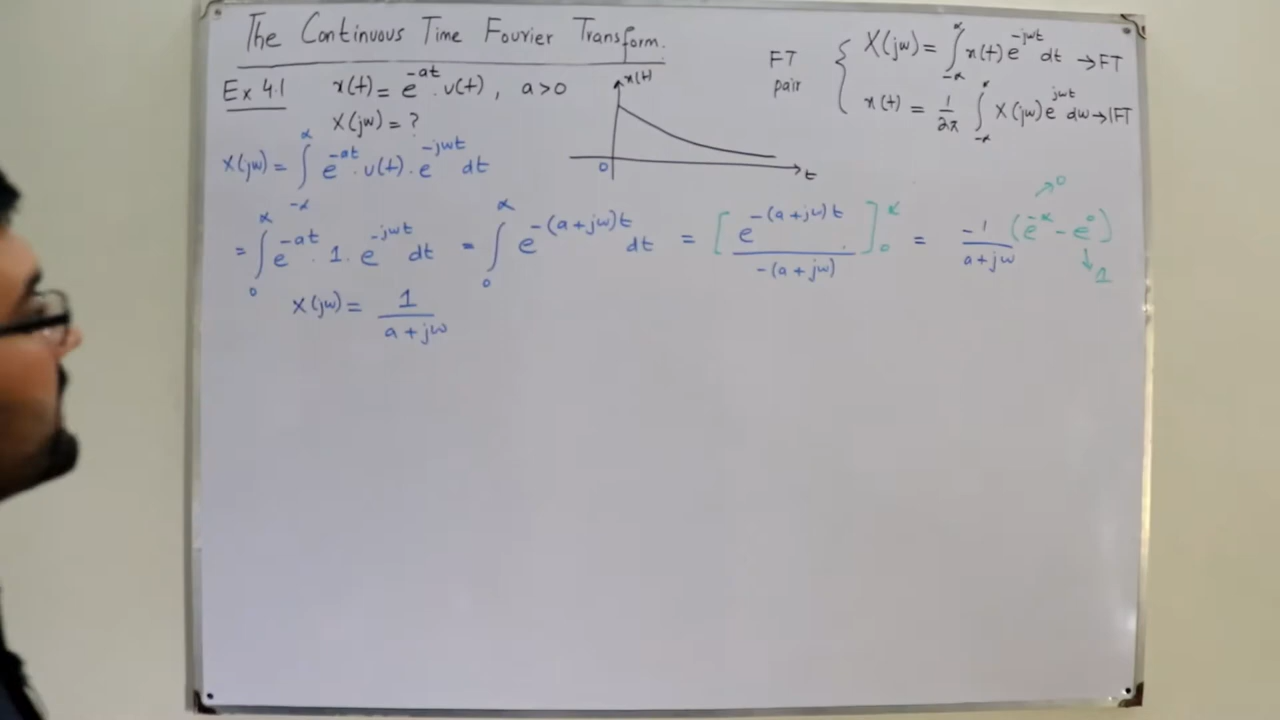 The Continuous Time Fourier Transform.
FT pair { X(jω) = ∫_{-∞}^{∞} x(t) e^{-jωt} dt → FT
x(t) = 1/2π ∫_{-∞}^{∞} X(jω) e^{jωt} dω → IFT
Ex 4.1 x(t) = e^{-at} · u(t) , a>0
X(jω) = ?
x(t)
0
t
X(jω) = ∫_{-∞}^{∞} e^{-at} · u(t) · e^{-jωt} dt
= ∫_{0}^{∞} e^{-at} · 1 · e^{-jωt} dt = ∫_{0}^{∞} e^{-(a+jω)t} dt = [ e^{-(a+jω)t} / -(a+jω) ]_{0}^{∞} = -1/(a+jω) (e^{-∞} - e^{0})
→ 0
↓ 1
X(jω) = 1/(a+jω)